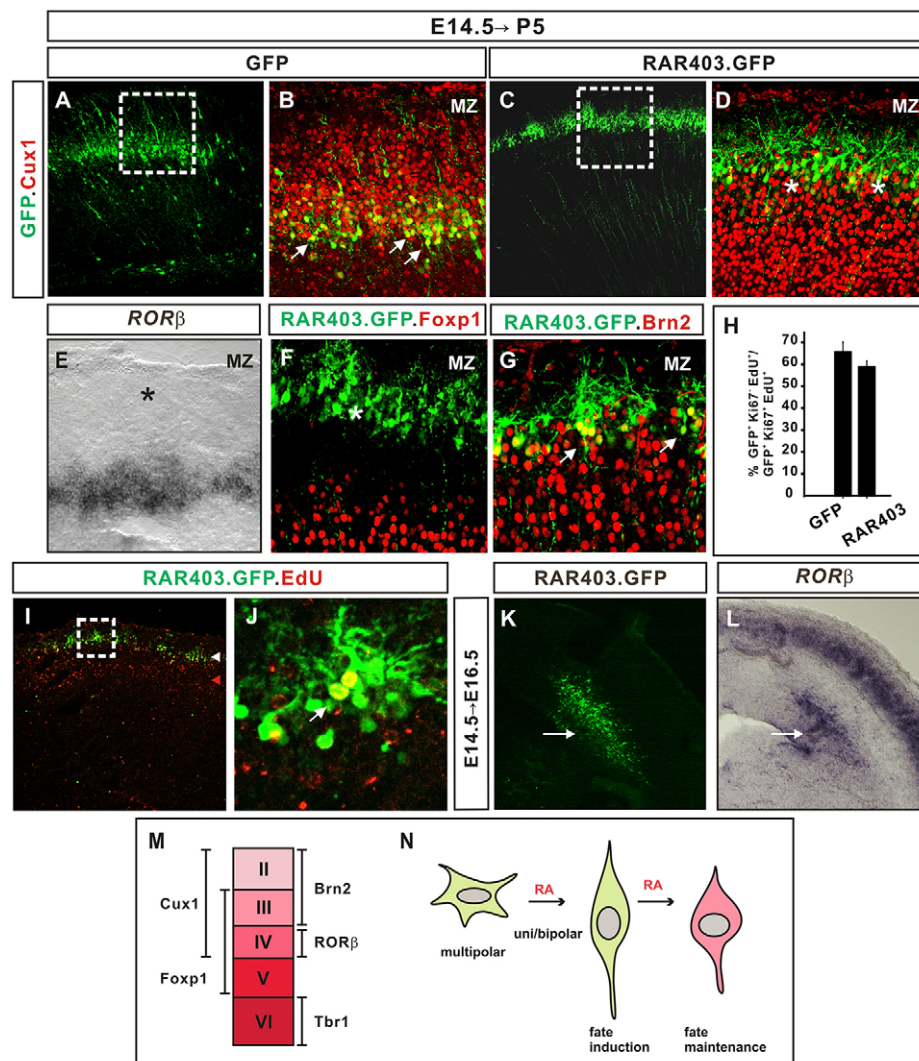 E14.5→ P5
GFP
RAR403.GFP
GFP.Cux1
A
B
MZ
C
D
MZ
*
*
RORβ
RAR403.GFP.Foxp1
RAR403.GFP.Brn2
E
MZ
*
F
MZ
*
G
MZ
H
% GFP⁺ Ki67⁻ EdU⁺/
GFP⁺ Ki67⁺ EdU⁺
70
60
50
40
30
20
10
0
GFP
RAR403
RAR403.GFP.EdU
I
J
E14.5→E16.5
RAR403.GFP
RORβ
K
L
M
II
III
IV
V
VI
Cux1
Foxp1
Brn2
RORβ
Tbr1
N
RA
RA
multipolar
uni/bipolar
fate
induction
fate
maintenance